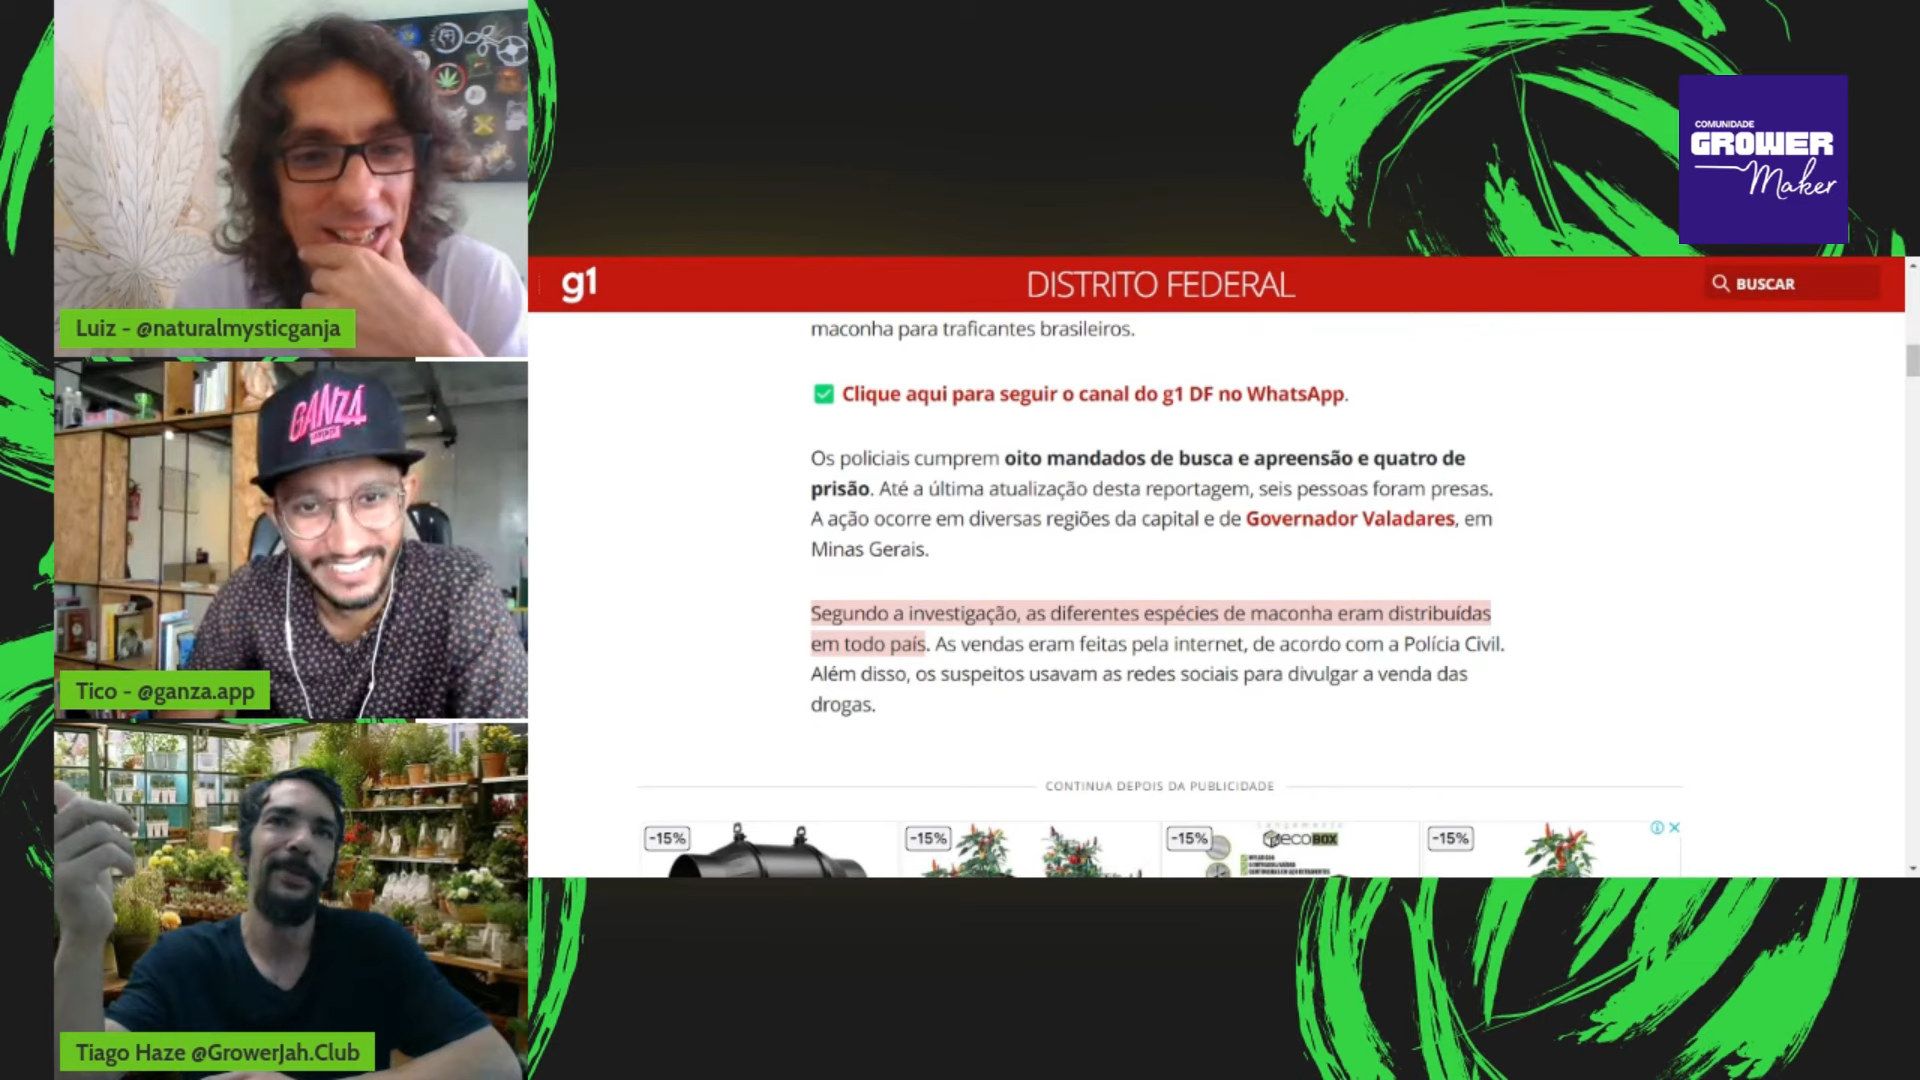 COMUNIDADE
GROWER
Maker
Luiz - @naturalmysticganja
GANZÁ
Tico - @ganza.app
Tiago Haze @GrowerJah.Club
g1
DISTRITO FEDERAL
BUSCAR
maconha para traficantes brasileiros.
Clique aqui para seguir o canal do g1 DF no WhatsApp.
Os policiais cumprem oito mandados de busca e apreensão e quatro de
prisão. Até a última atualização desta reportagem, seis pessoas foram presas.
A ação ocorre em diversas regiões da capital e de Governador Valadares, em
Minas Gerais.
Segundo a investigação, as diferentes espécies de maconha eram distribuídas
em todo país. As vendas eram feitas pela internet, de acordo com a Polícia Civil.
Além disso, os suspeitos usavam as redes sociais para divulgar a venda das
drogas.
CONTINUA DEPOIS DA PUBLICIDADE
-15%
-15%
-15%
ecoBOX
-15%